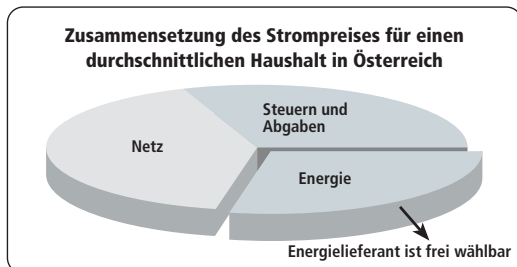 Zusammensetzung des Strompreises für einen
durchschnittlichen Haushalt in Österreich
Steuern und
Abgaben
Netz
Energie
Energielieferant ist frei wählbar